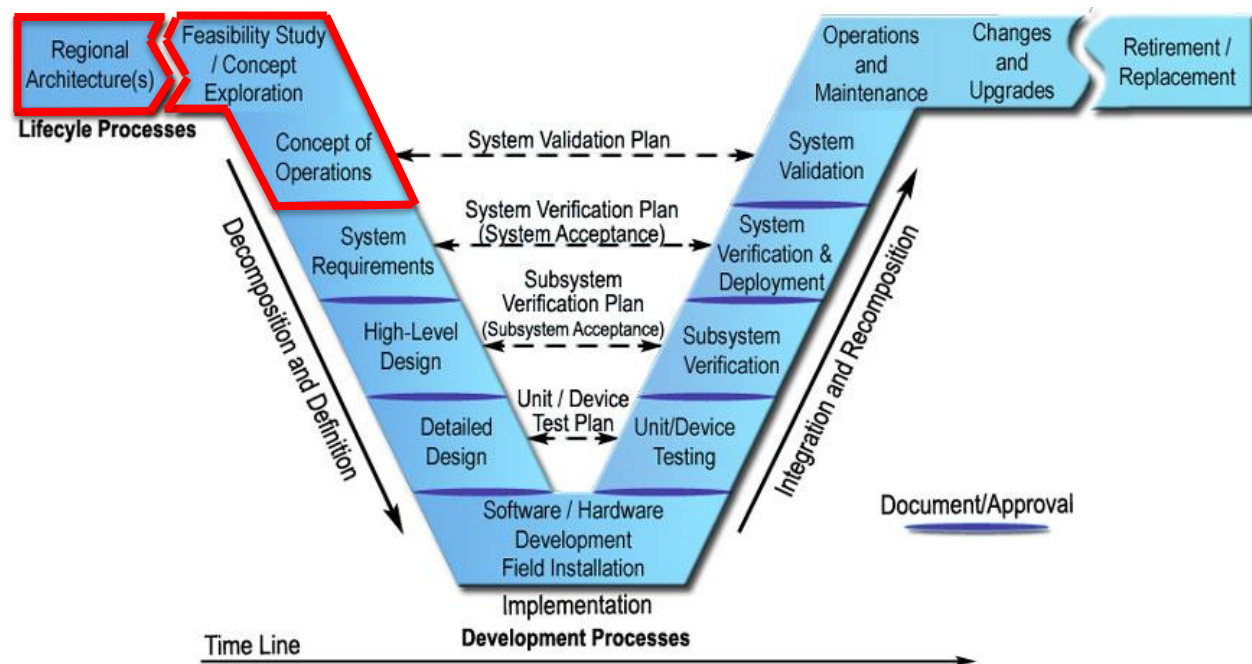 Regional
Architecture(s)
Lifecyle Processes
Feasibility Study
/ Concept
Exploration
Concept of
Operations
System
Requirements
High-Level
Design
Detailed
Design
Software / Hardware
Development
Field Installation
Implementation
Development Processes
Decomposition and Definition
System Validation Plan
System Verification Plan
(System Acceptance)
Subsystem
Verification Plan
(Subsystem Acceptance)
Unit / Device
Test Plan
Operations
and
Maintenance
Changes
and
Upgrades
Retirement /
Replacement
System
Validation
System
Verification &
Deployment
Subsystem
Verification
Unit/Device
Testing
Integration and Recomposition
Document/Approval
Time Line